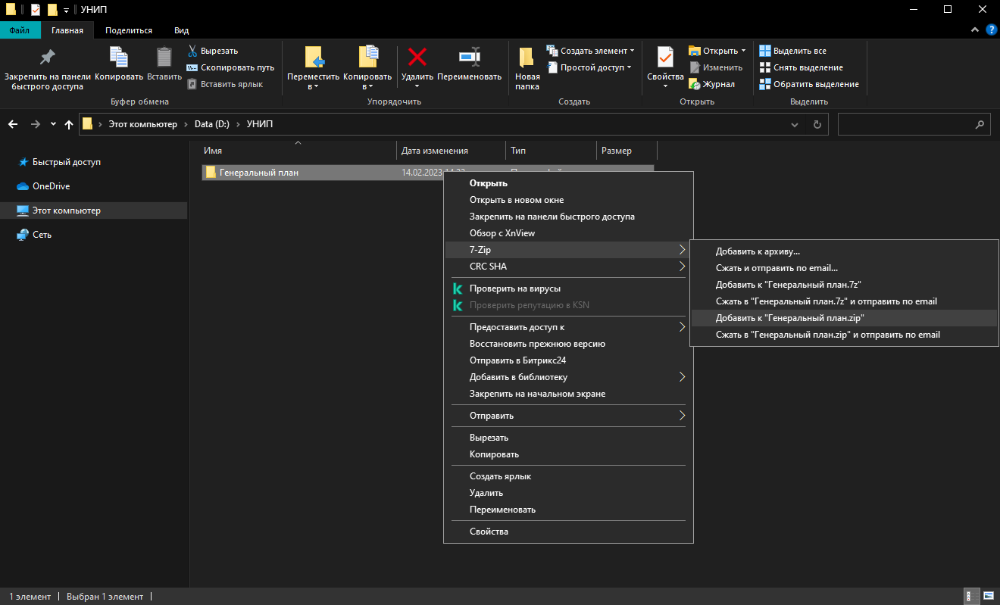 УНИП
Файл Главная Поделиться Вид
Закрепить на панели быстрого доступа
Копировать
Вставить
Вырезать
Скопировать путь
Вставить ярлык
Буфер обмена
Переместить в
Копировать в
Удалить
Переименовать
Упорядочить
Новая папка
Создать элемент
Простой доступ
Создать
Свойства
Открыть
Изменить
Журнал
Открыть
Выделить все
Снять выделение
Обратить выделение
Выделить
Этот компьютер Data (D:) УНИП
Быстрый доступ
OneDrive
Этот компьютер
Сеть
Имя Дата изменения Тип Размер
Генеральный план 14.02.2023
Открыть
Открыть в новом окне
Закрепить на панели быстрого доступа
Обзор с XnView
7-Zip
CRC SHA
Проверить на вирусы
Проверить репутацию в KSN
Предоставить доступ к
Восстановить прежнюю версию
Отправить в Битрикс24
Добавить в библиотеку
Закрепить на начальном экране
Отправить
Вырезать
Копировать
Создать ярлык
Удалить
Переименовать
Свойства
Добавить к архиву...
Сжать и отправить по email...
Добавить к "Генеральный план.7z"
Сжать в "Генеральный план.7z" и отправить по email
Добавить к "Генеральный план.zip"
Сжать в "Генеральный план.zip" и отправить по email
1 элемент Выбран 1 элемент